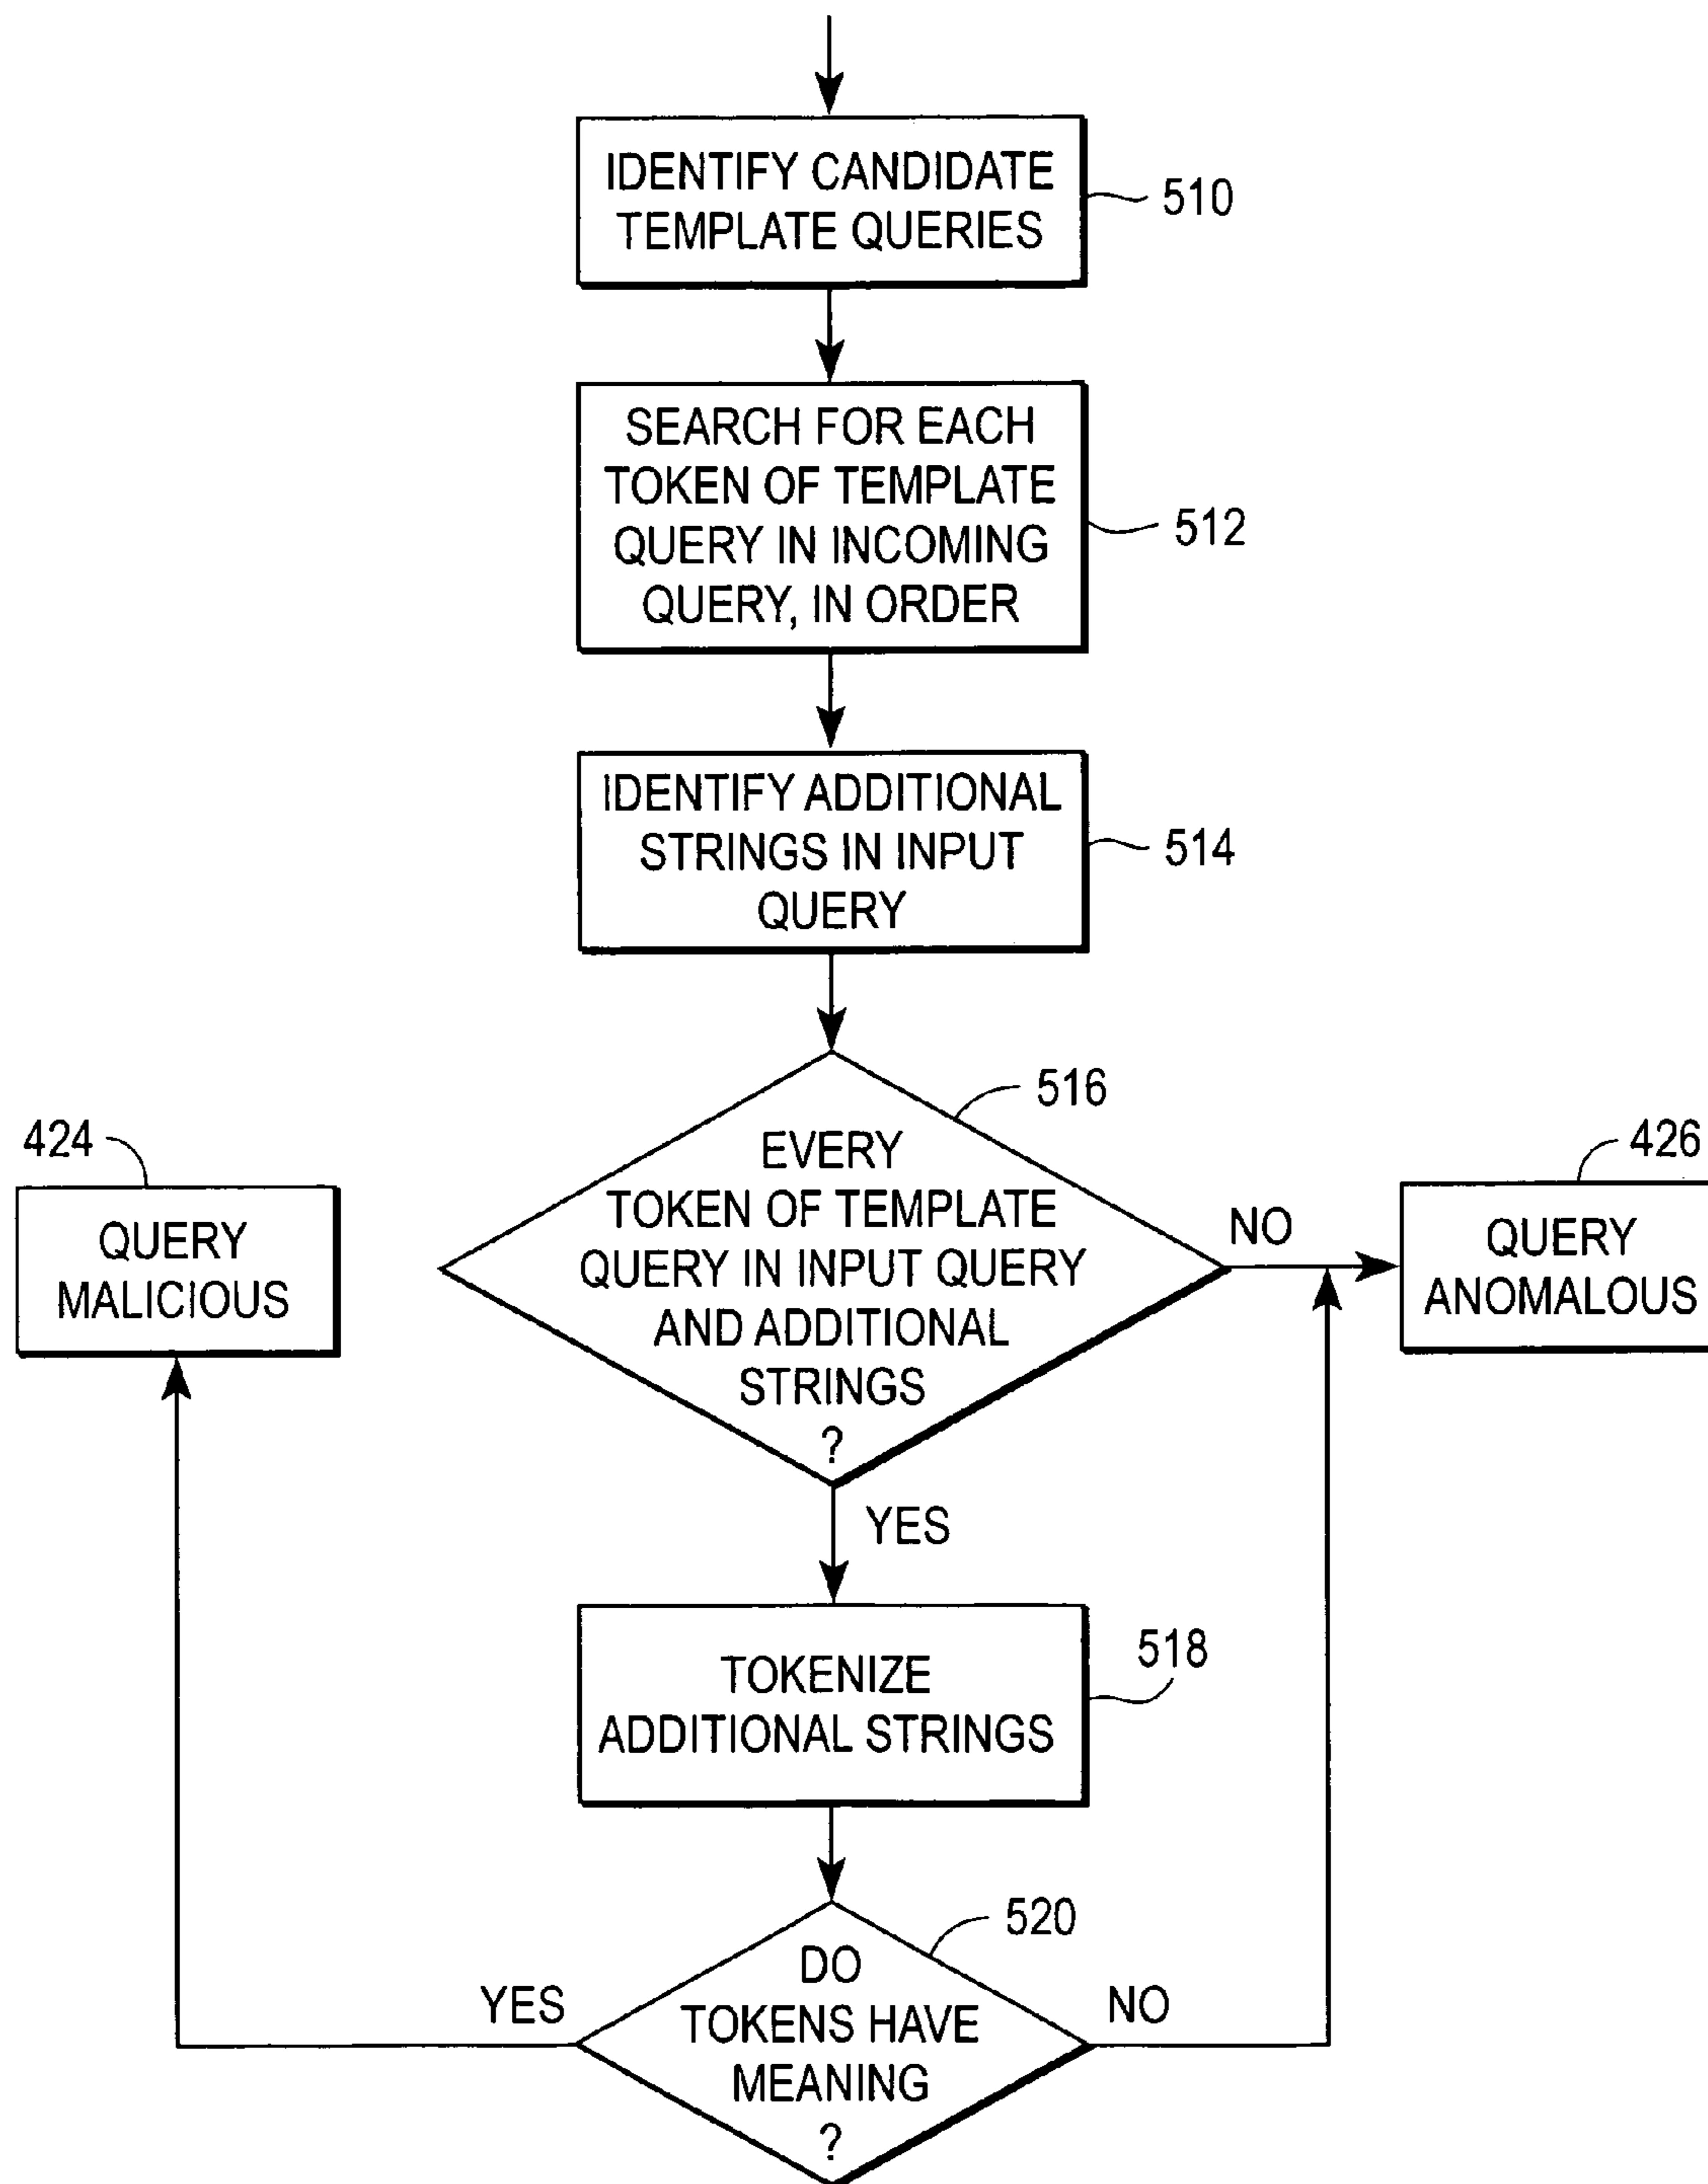 IDENTIFY CANDIDATE
TEMPLATE QUERIES
510
SEARCH FOR EACH
TOKEN OF TEMPLATE
QUERY IN INCOMING
QUERY, IN ORDER
512
IDENTIFY ADDITIONAL
STRINGS IN INPUT
QUERY
514
516
EVERY
TOKEN OF TEMPLATE
QUERY IN INPUT QUERY
AND ADDITIONAL
STRINGS
?
424
QUERY
MALICIOUS
NO
426
QUERY
ANOMALOUS
YES
TOKENIZE
ADDITIONAL STRINGS
518
520
DO
TOKENS HAVE
MEANING
?
YES
NO